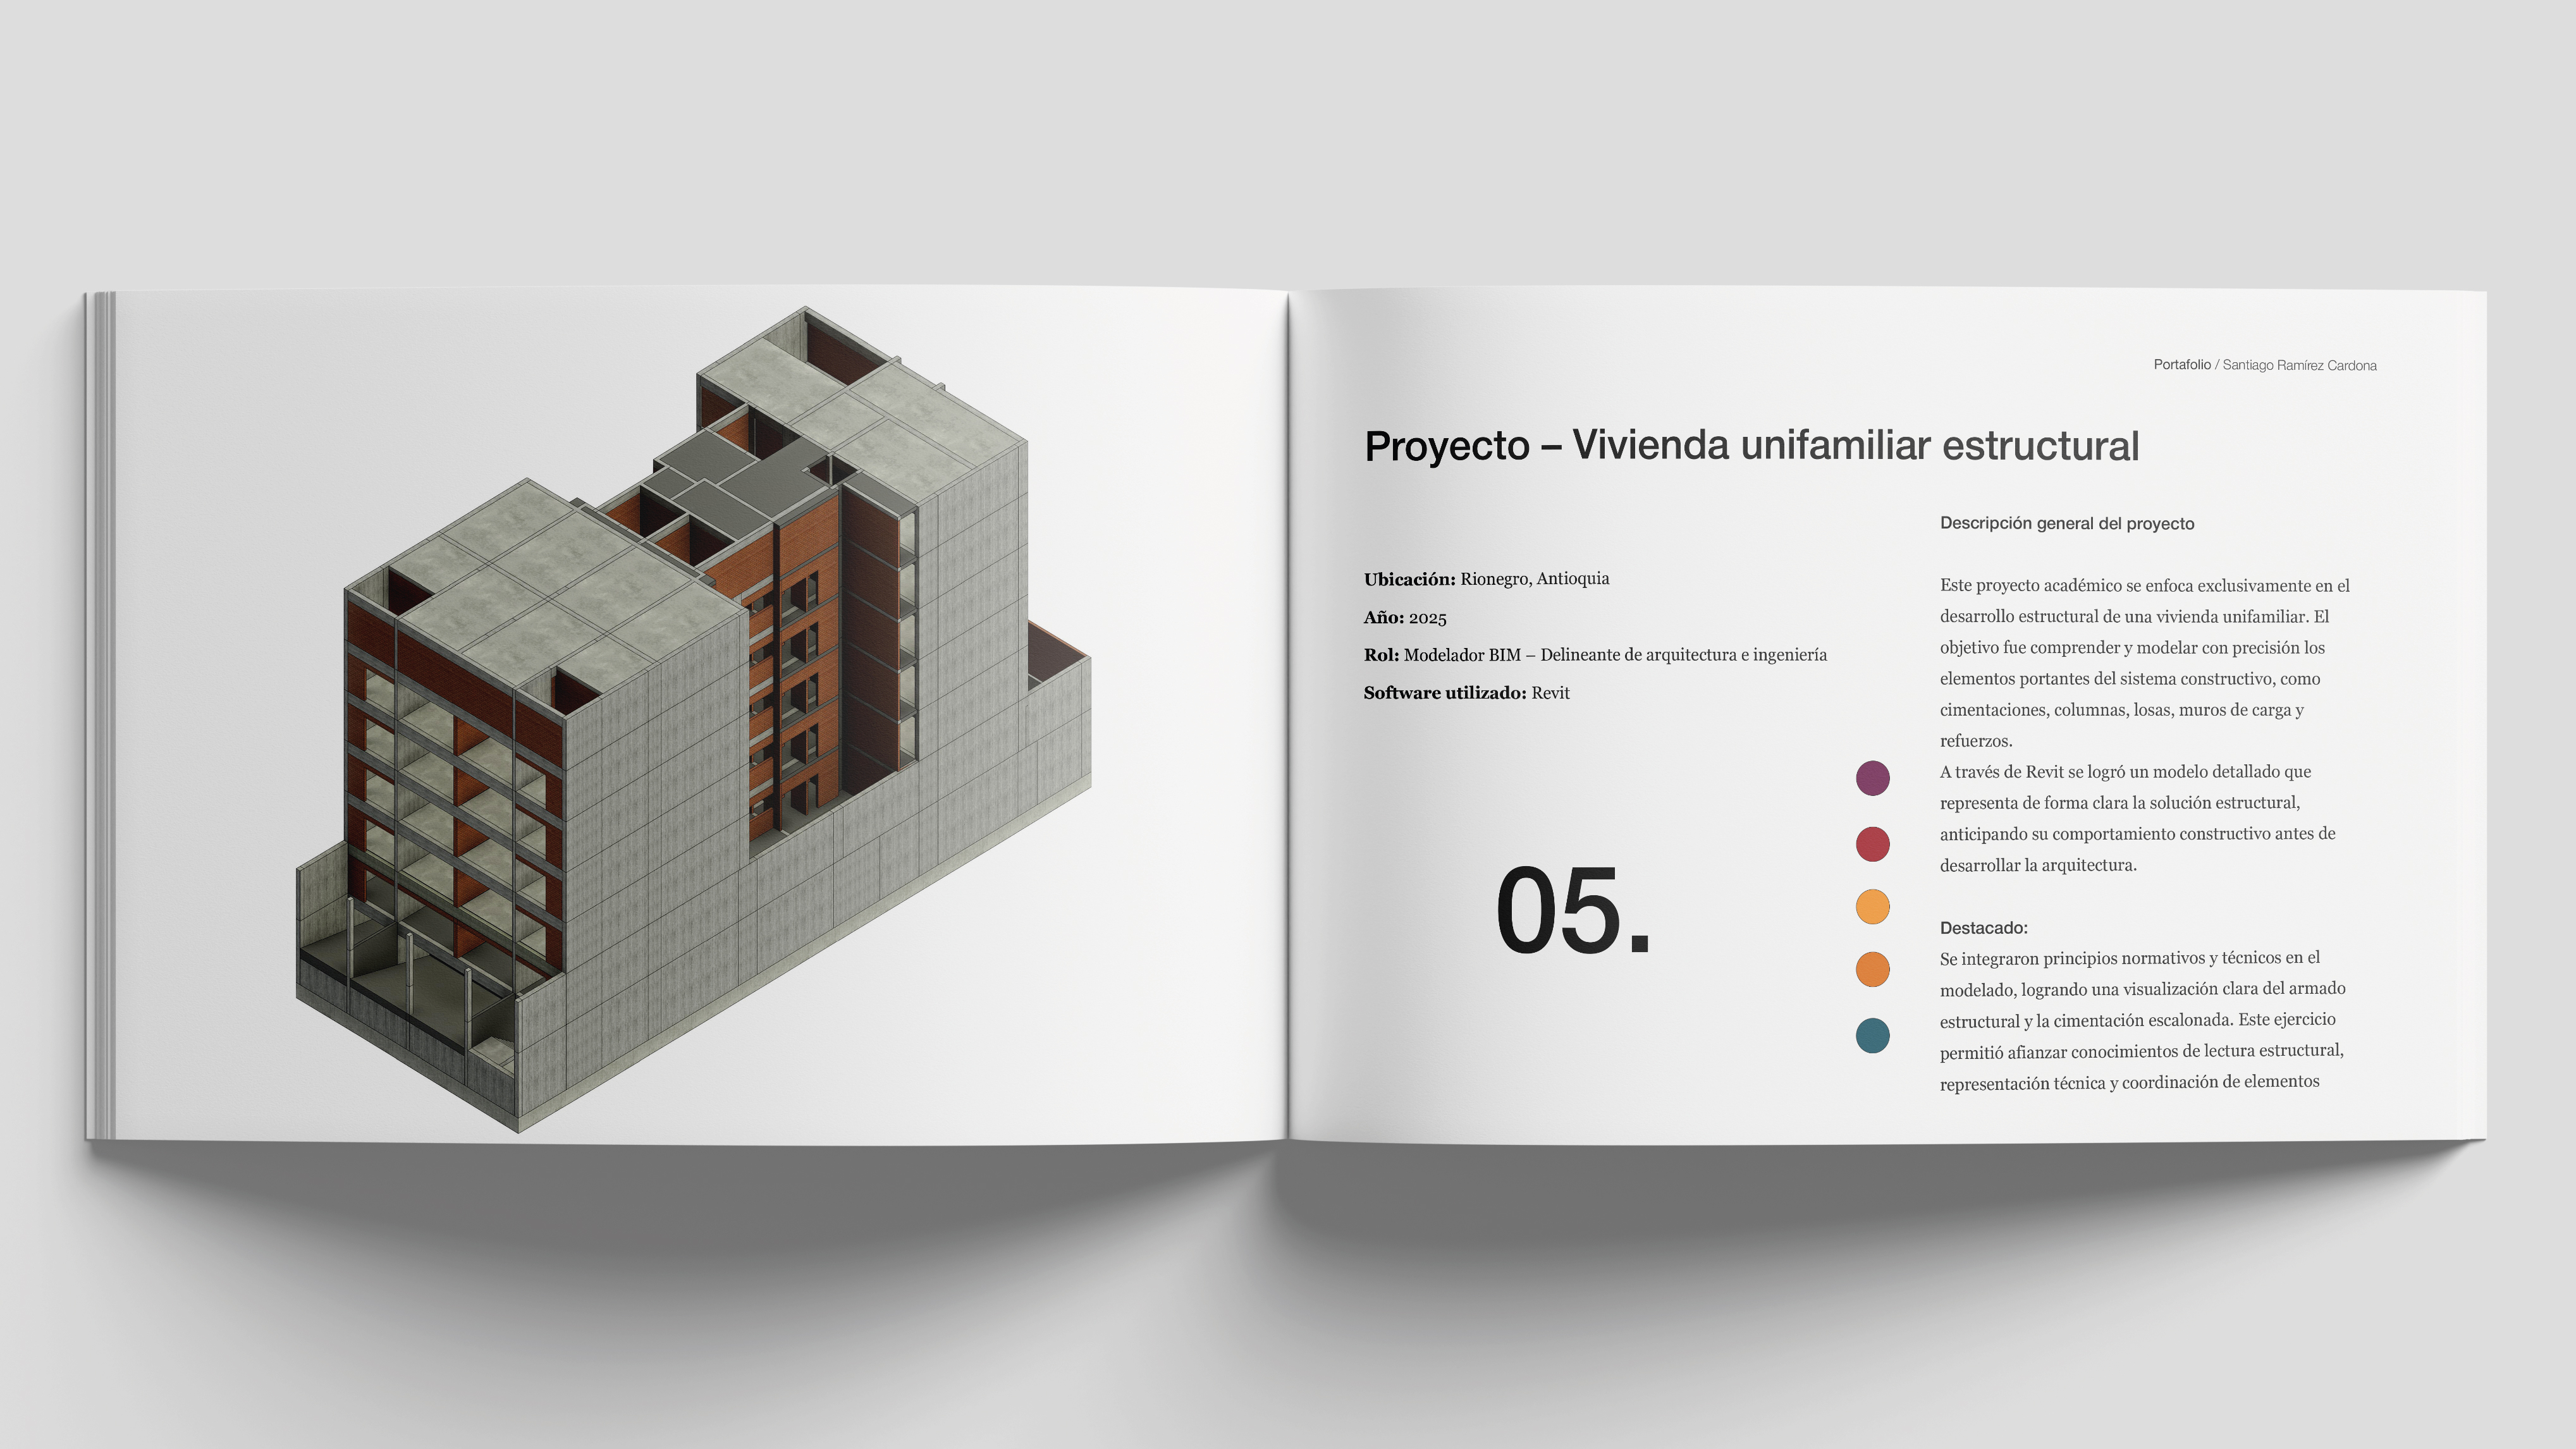 Portafolio / Santiago Ramírez Cardona
Proyecto – Vivienda unifamiliar estructural
Ubicación: Rionegro, Antioquia
Año: 2025
Rol: Modelador BIM – Delineante de arquitectura e ingeniería
Software utilizado: Revit
05.
Descripción general del proyecto
Este proyecto académico se enfoca exclusivamente en el
desarrollo estructural de una vivienda unifamiliar. El
objetivo fue comprender y modelar con precisión los
elementos portantes del sistema constructivo, como
cimentaciones, columnas, losas, muros de carga y
refuerzos.
A través de Revit se logró un modelo detallado que
representa de forma clara la solución estructural,
anticipando su comportamiento constructivo antes de
desarrollar la arquitectura.
Destacado:
Se integraron principios normativos y técnicos en el
modelado, logrando una visualización clara del armado
estructural y la cimentación escalonada. Este ejercicio
permitió afianzar conocimientos de lectura estructural,
representación técnica y coordinación de elementos